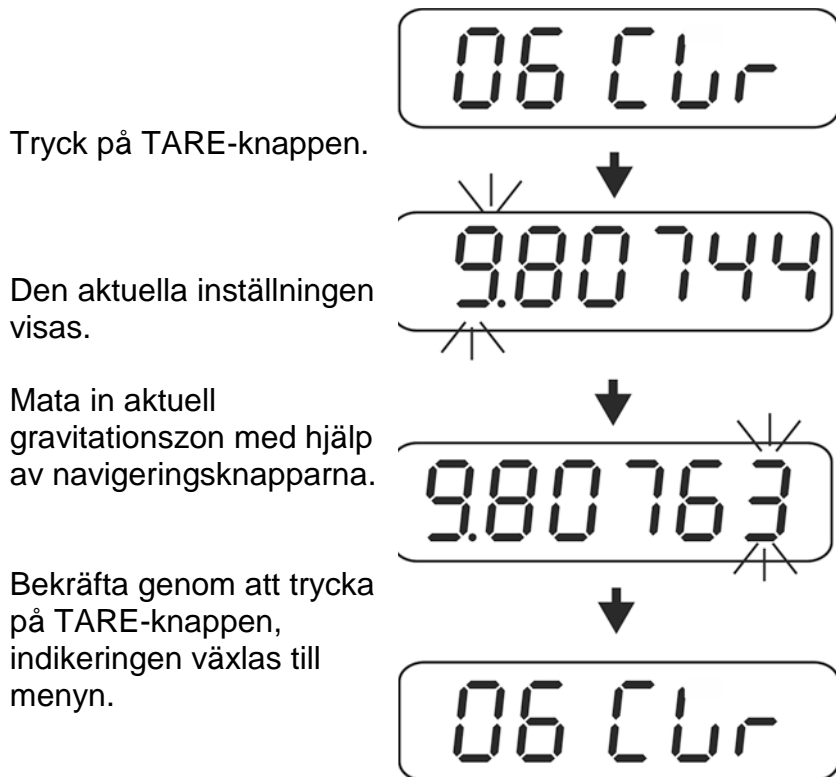 06 CLr
Tryck på TARE-knappen.
9.80744
Den aktuella inställningen
visas.
Mata in aktuell
gravitationszon med hjälp
av navigeringsknapparna.
9.80763
Bekräfta genom att trycka
på TARE-knappen,
indikeringen växlas till
menyn.
06 CLr